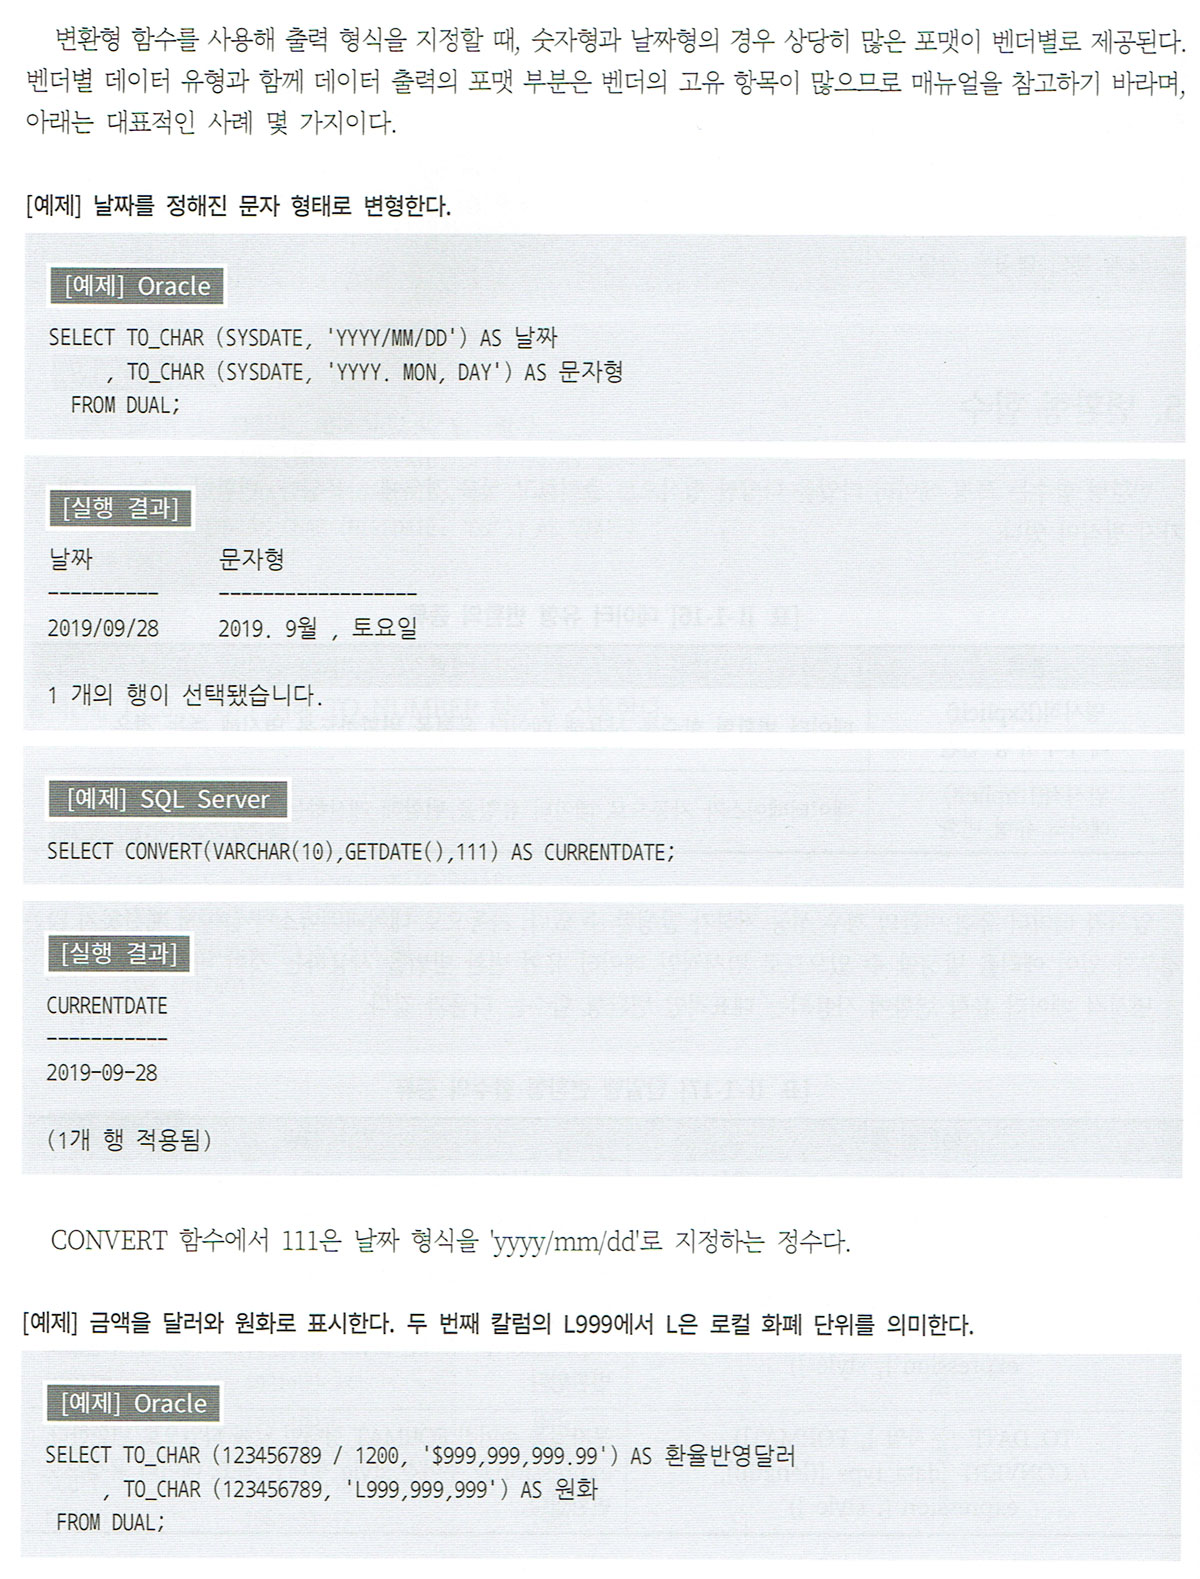 변환형 함수를 사용해 출력 형식을 지정할 때, 숫자형과 날짜형의 경우 상당히 많은 포맷이 벤더별로 제공된다.
벤더별 데이터 유형과 함께 데이터 출력의 포맷 부분은 벤더의 고유 항목이 많으므로 매뉴얼을 참고하기 바라며,
아래는 대표적인 사례 몇 가지이다.
[예제] 날짜를 정해진 문자 형태로 변형한다.
[예제] Oracle
SELECT TO_CHAR (SYSDATE, 'YYYY/MM/DD') AS 날짜
, TO_CHAR (SYSDATE, 'YYYY. MON, DAY') AS 문자형
FROM DUAL;
[실행 결과]
날짜 문자형
---------- ------------------
2019/09/28 2019. 9월 , 토요일
1 개의 행이 선택됐습니다.
[예제] SQL Server
SELECT CONVERT(VARCHAR(10),GETDATE(),111) AS CURRENTDATE;
[실행 결과]
CURRENTDATE
-----------
2019-09-28
(1개 행 적용됨)
CONVERT 함수에서 111은 날짜 형식을 'yyyy/mm/dd'로 지정하는 정수다.
[예제] 금액을 달러와 원화로 표시한다. 두 번째 칼럼의 L999에서 L은 로컬 화폐 단위를 의미한다.
[예제] Oracle
SELECT TO_CHAR (123456789 / 1200, '$999,999,999.99') AS 환율반영달러
, TO_CHAR (123456789, 'L999,999,999') AS 원화
FROM DUAL;